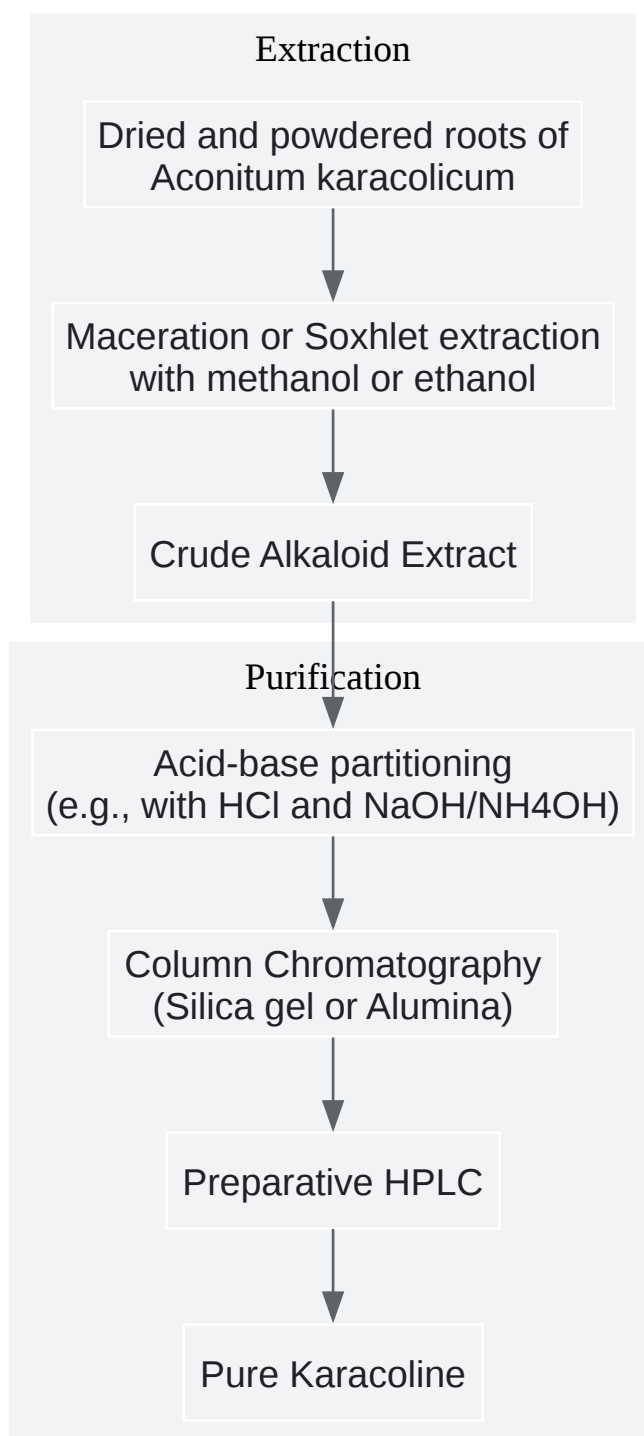 Extraction
Dried and powdered roots of
Aconitum karacolicum
Maceration or Soxhlet extraction
with methanol or ethanol
Crude Alkaloid Extract
Purification
Acid-base partitioning
(e.g., with HCl and NaOH/NH4OH)
Column Chromatography
(Silica gel or Alumina)
Preparative HPLC
Pure Karacoline